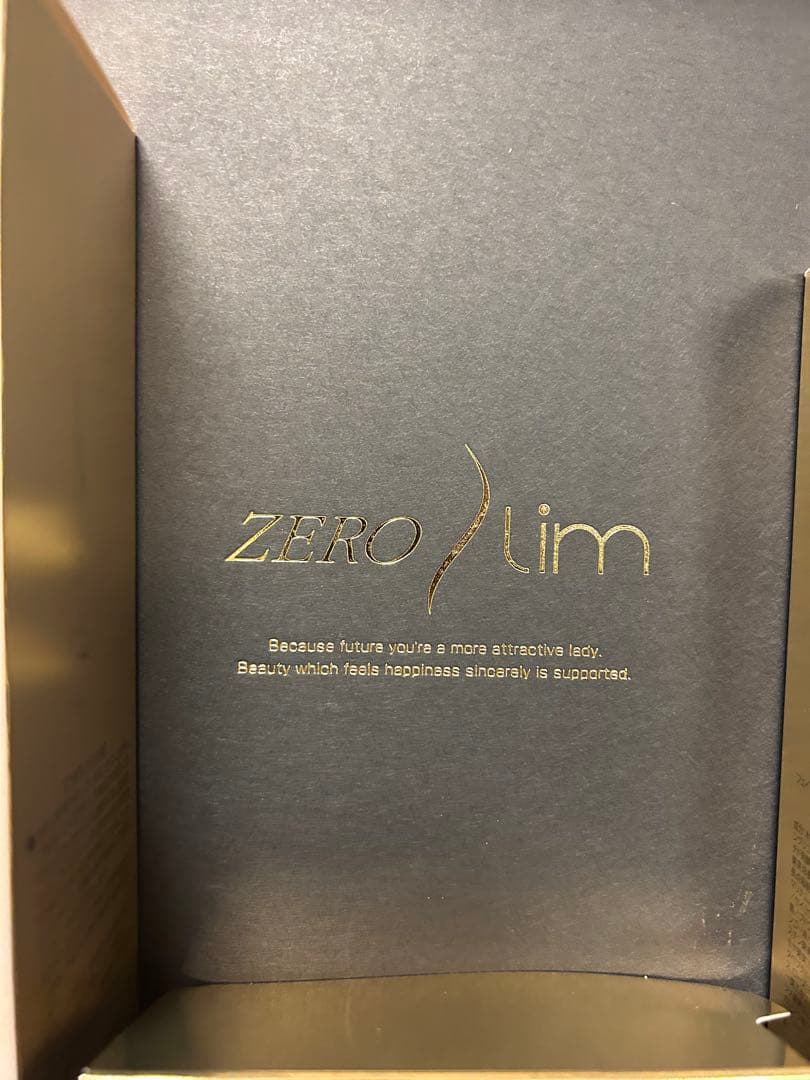 ZERO Slim
Because future you're a more attractive lady.
Beauty which feels happiness sincerely is supported.